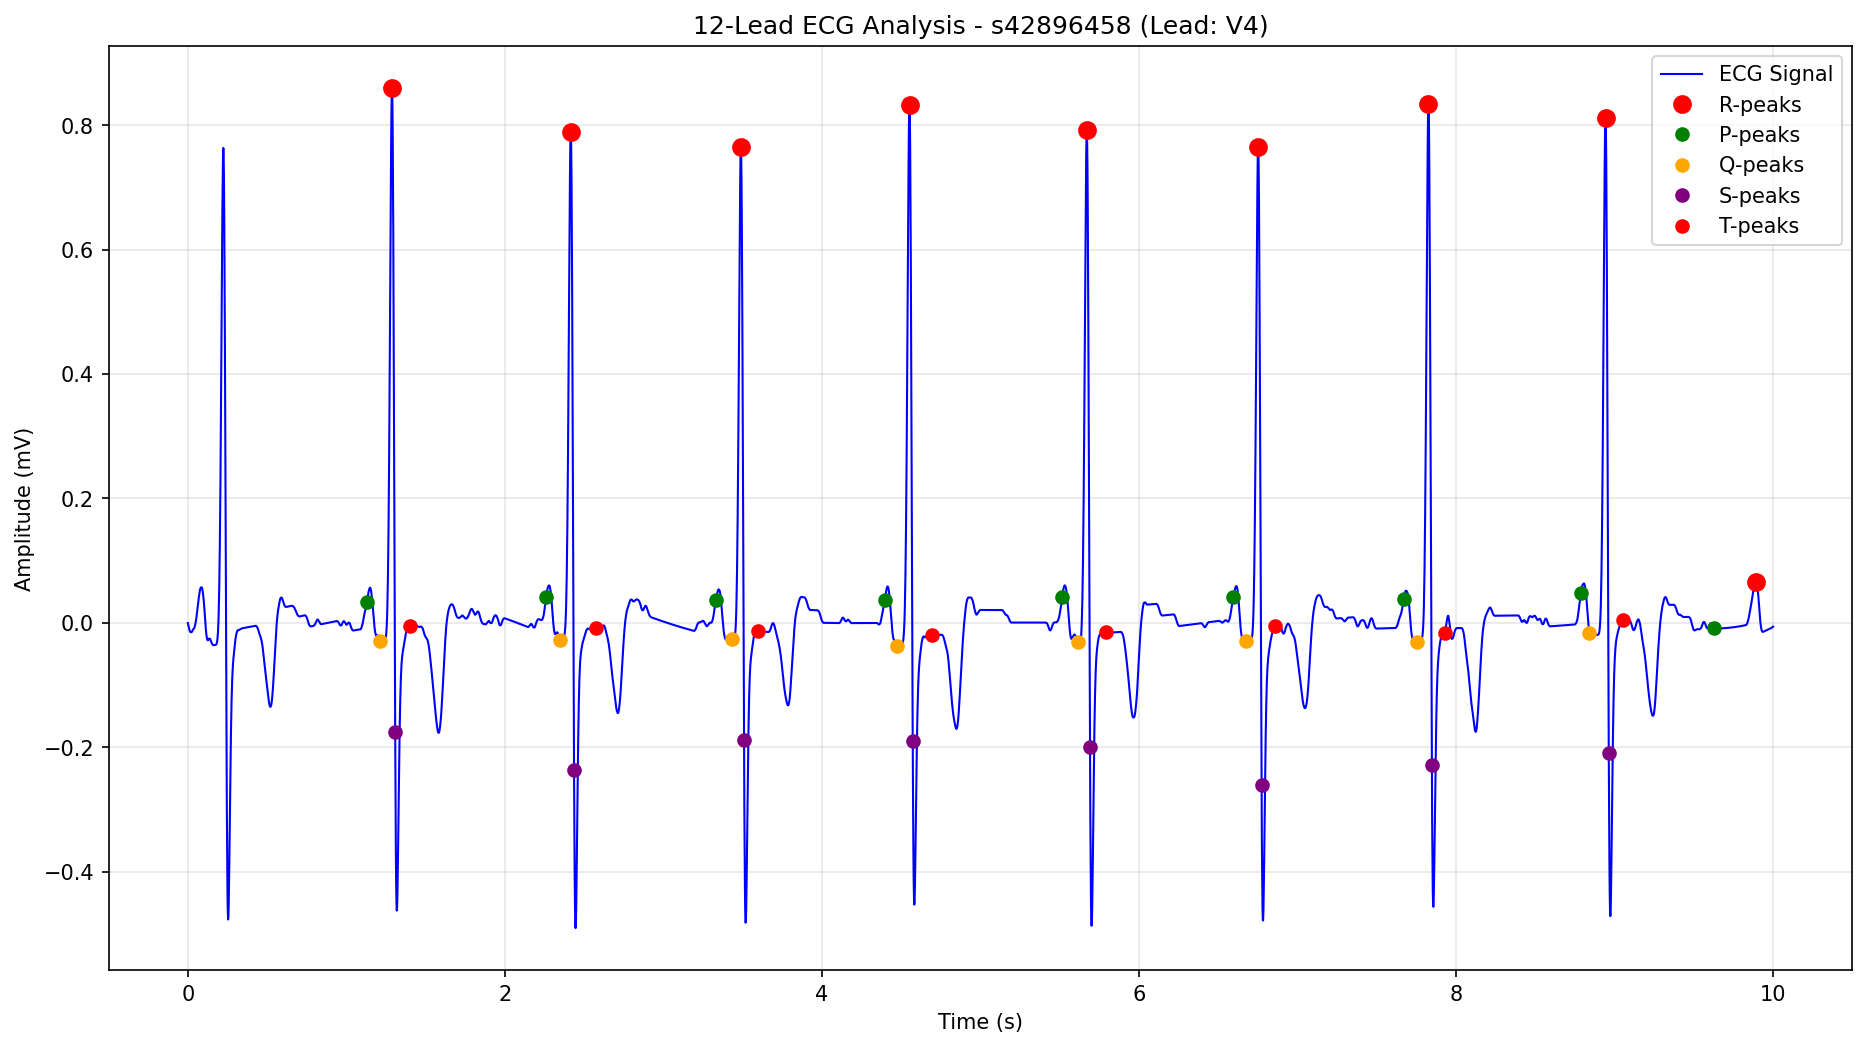 12-Lead ECG Analysis - s42896458 (Lead: V4)
ECG Signal
R-peaks
P-peaks
Q-peaks
S-peaks
T-peaks
Amplitude (mV)
0.8
0.6
0.4
0.2
0.0
−0.2
−0.4
0 2 4 6 8 10
Time (s)